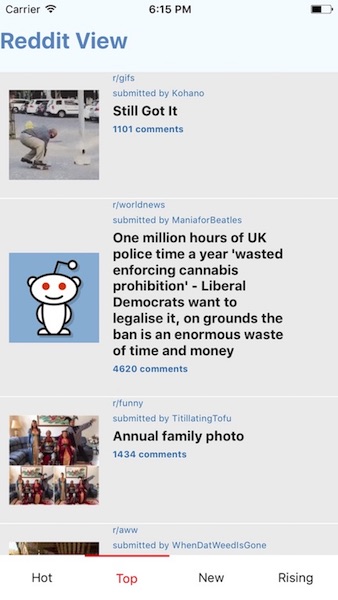 Carrier 6:15 PM
Reddit View
r/gifs
submitted by Kohano
Still Got It
1101 comments
r/worldnews
submitted by ManiaforBeatles
One million hours of UK
police time a year 'wasted
enforcing cannabis
prohibition' - Liberal
Democrats want to
legalise it, on grounds the
ban is an enormous waste
of time and money
4620 comments
r/funny
submitted by TitillatingTofu
Annual family photo
1434 comments
r/aww
submitted by WhenDatWeedIsGone
Hot Top New Rising